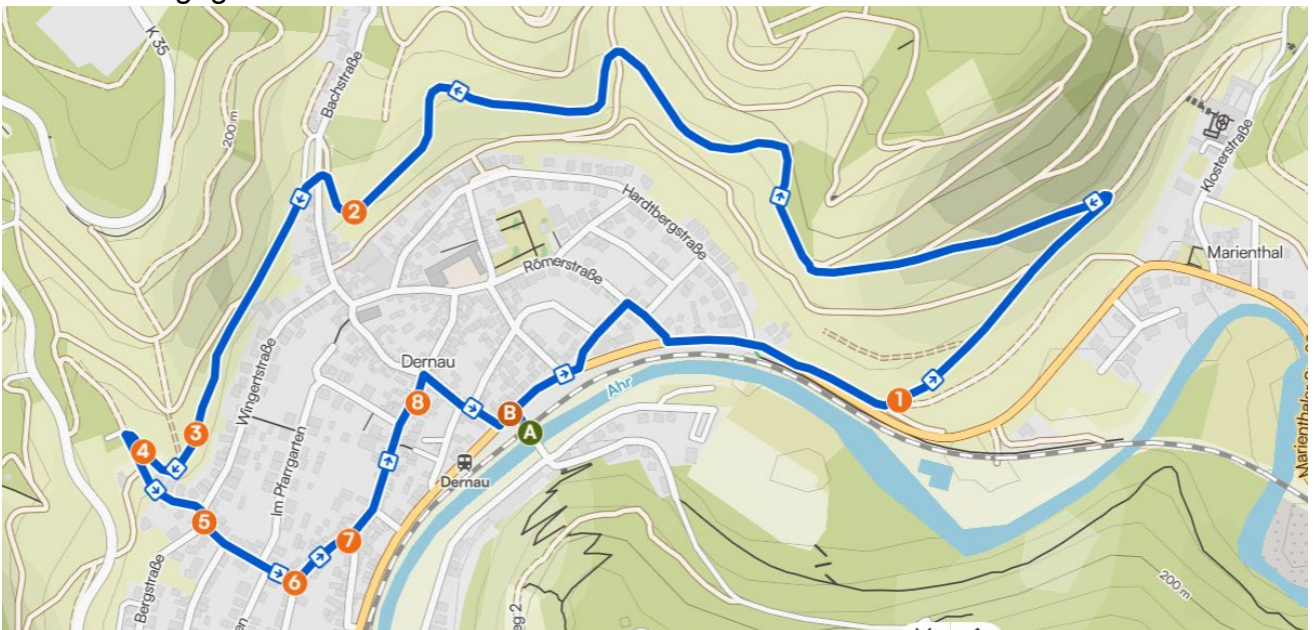 K 35
Bachstraße
200 m
2
Hardtbergstraße
Römerstraße
Klosterstraße
Marienthal
1
Wingertstraße
Dernau
8
B
A
Ahr
3
4
Im Pfarrgarten
Dernau
5
7
6
Bergstraße
200 m